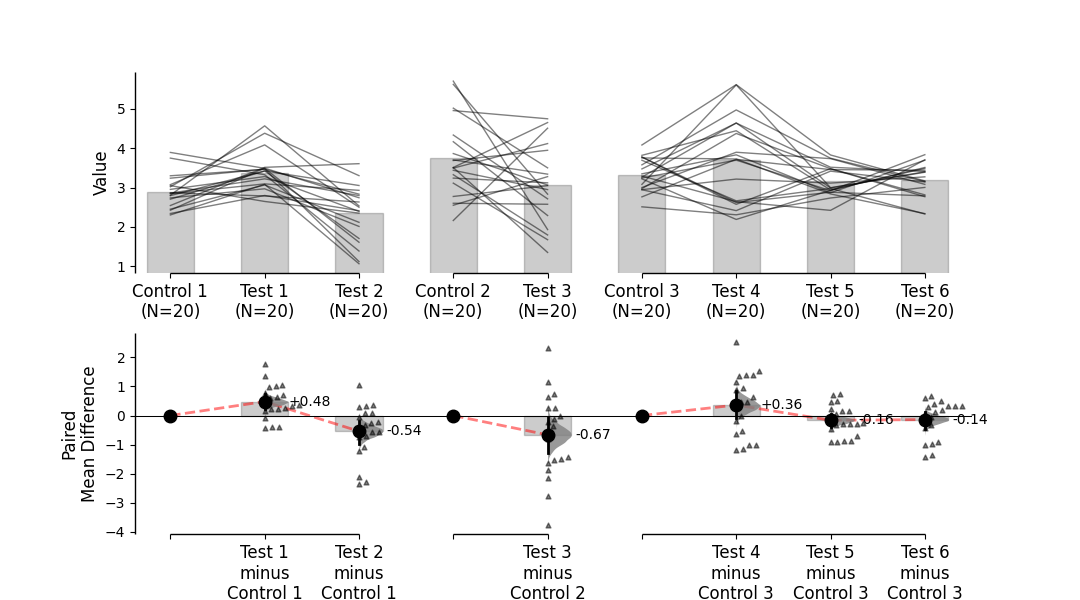 Value
5
4
3
2
1
Control 1 Test 1 Test 2 Control 2 Test 3 Control 3 Test 4 Test 5 Test 6
(N=20) (N=20) (N=20) (N=20) (N=20) (N=20) (N=20) (N=20) (N=20)
Paired
Mean Difference
2
1
0
−1
−2
−3
−4
+0.48
-0.54
-0.67
+0.36
-0.16
-0.14
Test 1 Test 2 Test 3 Test 4 Test 5 Test 6
minus minus minus minus minus minus
Control 1 Control 1 Control 2 Control 3 Control 3 Control 3